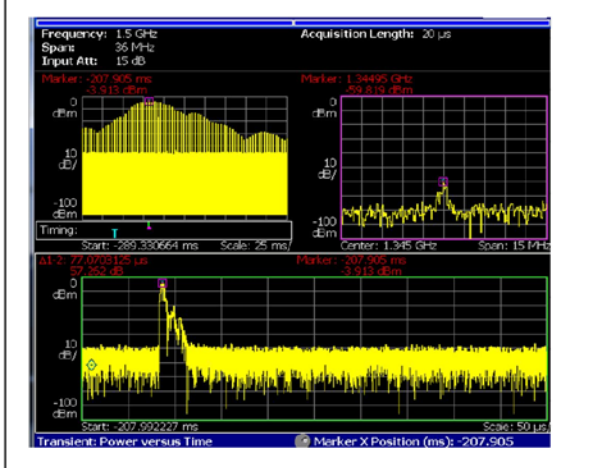 Frequency: 1.5 GHz
Acquisition Length: 20 µs
Span: 36 MHz
Input Att: 15 dB
Marker: -207.905 ms
-3.913 dBm
Marker: 1.34495 GHz
-59.819 dBm
0
dBm
10
dB/
-100
dBm
0
dBm
10
dB/
-100
dBm
Timing:
T
Start: -289.330664 ms Scale: 25 ms/
Center: 1.345 GHz Span: 15 MHz
Δ1-2: 77.0703125 µs
57.252 dB
Marker: -207.905 ms
-3.913 dBm
0
dBm
10
dB/
-100
dBm
Start: -207.992227 ms Scale: 50 µs/
Transient: Power versus Time Marker X Position (ms): -207.905